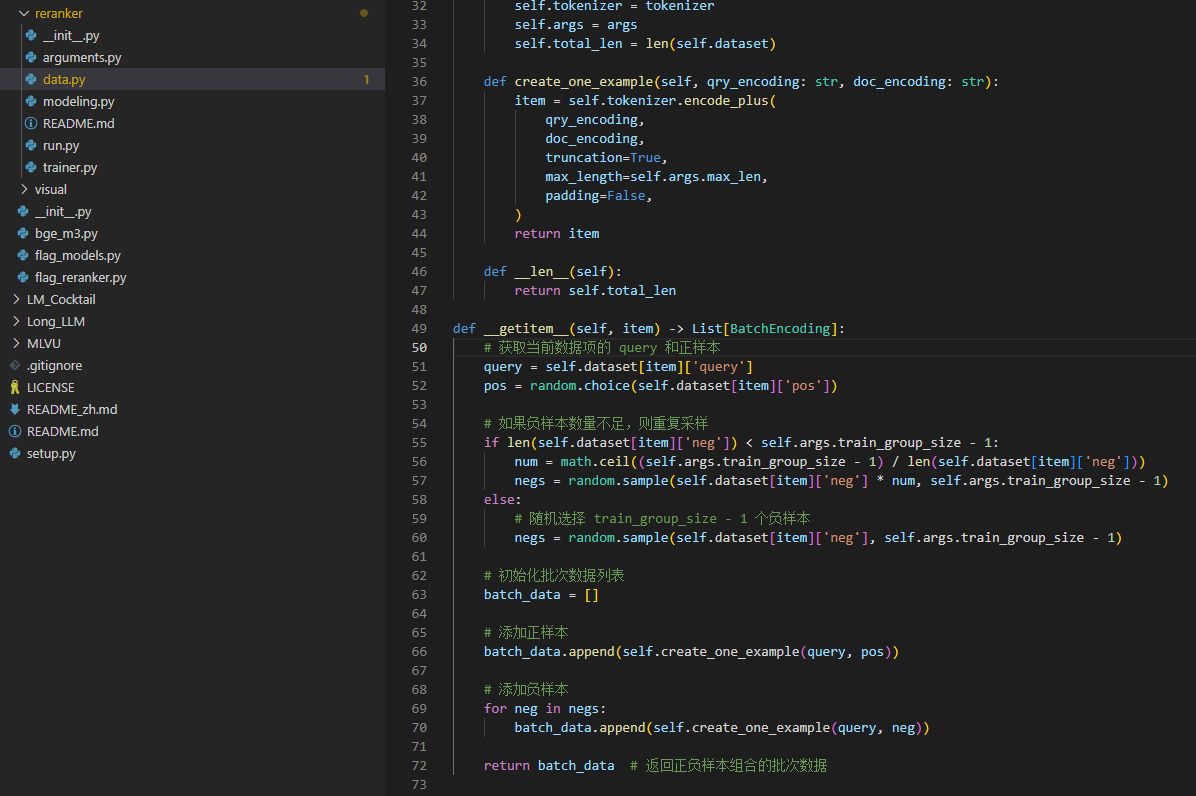 reranker
__init__.py
arguments.py
data.py 1
modeling.py
README.md
run.py
trainer.py
visual
__init__.py
bge_m3.py
flag_models.py
flag_reranker.py
LM_Cocktail
Long_LLM
MLVU
.gitignore
LICENSE
README_zh.md
README.md
setup.py
32 self.tokenizer = tokenizer
33 self.args = args
34 self.total_len = len(self.dataset)
35
36 def create_one_example(self, qry_encoding: str, doc_encoding: str):
37 item = self.tokenizer.encode_plus(
38 qry_encoding,
39 doc_encoding,
40 truncation=True,
41 max_length=self.args.max_len,
42 padding=False,
43 )
44 return item
45
46 def __len__(self):
47 return self.total_len
48
49 def __getitem__(self, item) -> List[BatchEncoding]:
50 # 获取当前数据项的 query 和正样本
51 query = self.dataset[item]['query']
52 pos = random.choice(self.dataset[item]['pos'])
53
54 # 如果负样本数量不足，则重复采样
55 if len(self.dataset[item]['neg']) < self.args.train_group_size - 1:
56 num = math.ceil((self.args.train_group_size - 1) / len(self.dataset[item]['neg']))
57 negs = random.sample(self.dataset[item]['neg'] * num, self.args.train_group_size - 1)
58 else:
59 # 随机选择 train_group_size - 1 个负样本
60 negs = random.sample(self.dataset[item]['neg'], self.args.train_group_size - 1)
61
62 # 初始化批次数据列表
63 batch_data = []
64
65 # 添加正样本
66 batch_data.append(self.create_one_example(query, pos))
67
68 # 添加负样本
69 for neg in negs:
70 batch_data.append(self.create_one_example(query, neg))
71
72 return batch_data # 返回正负样本组合的批次数据
73